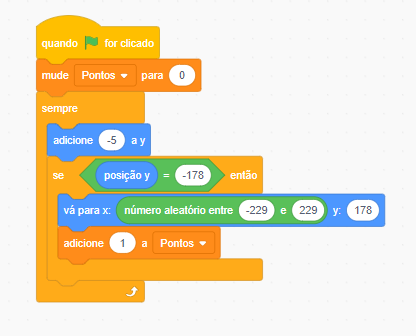 quando for clicado
mude Pontos para 0
sempre
adicione -5 a y
se posição y = -178 então
vá para x: número aleatório entre -229 e 229 y: 178
adicione 1 a Pontos